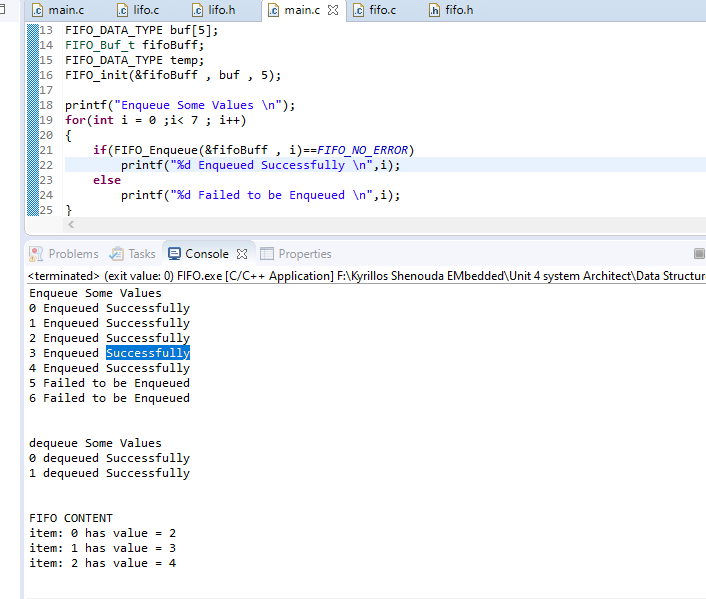 main.c lifo.c lifo.h main.c fifo.c fifo.h
13 FIFO_DATA_TYPE buf[5];
14 FIFO_Buf_t fifoBuff;
15 FIFO_DATA_TYPE temp;
16 FIFO_init(&fifoBuff , buf , 5);
17
18 printf("Enqueue Some Values \n");
19 for(int i = 0 ;i< 7 ; i++)
20 {
21 if(FIFO_Enqueue(&fifoBuff , i)==FIFO_NO_ERROR)
22 printf("%d Enqueued Successfully \n",i);
23 else
24 printf("%d Failed to be Enqueued \n",i);
25 }
Problems Tasks Console Properties
<terminated> (exit value: 0) FIFO.exe [C/C++ Application] F:\Kyrillos Shenouda EMbedded\Unit 4 system Architect\Data Structur
Enqueue Some Values
0 Enqueued Successfully
1 Enqueued Successfully
2 Enqueued Successfully
3 Enqueued Successfully
4 Enqueued Successfully
5 Failed to be Enqueued
6 Failed to be Enqueued
dequeue Some Values
0 dequeued Successfully
1 dequeued Successfully
FIFO CONTENT
item: 0 has value = 2
item: 1 has value = 3
item: 2 has value = 4